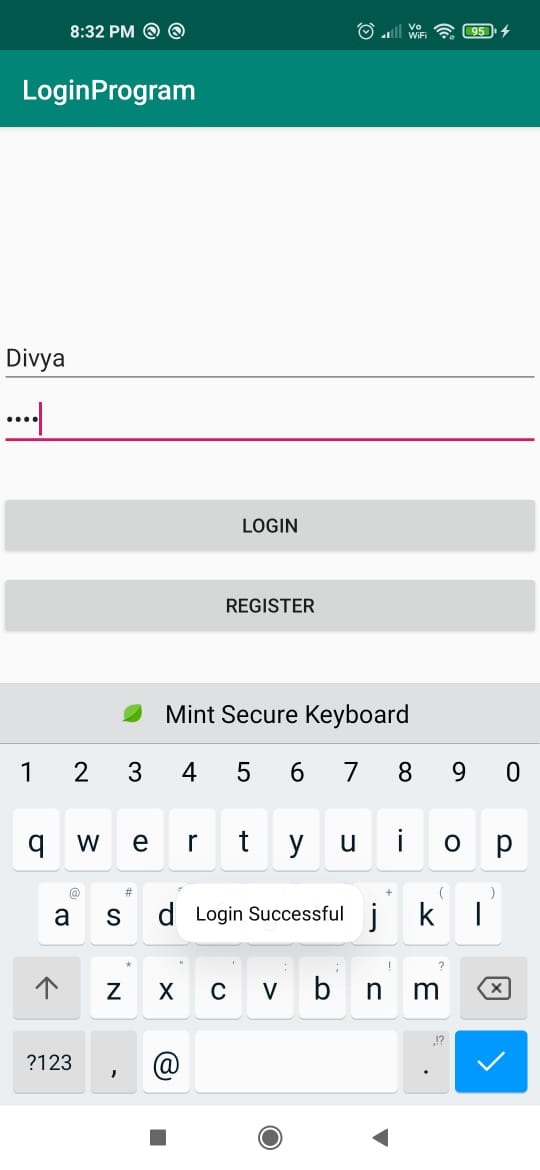 8:32 PM Vo WiFi 95
LoginProgram
Divya
••••
LOGIN
REGISTER
Mint Secure Keyboard
1 2 3 4 5 6 7 8 9 0
q w e r t y u i o p
@ # + ( )
a s d j k l
Login Successful
* " ' : ; ! ?
z x c v b n m
,!?
?123 , @ .